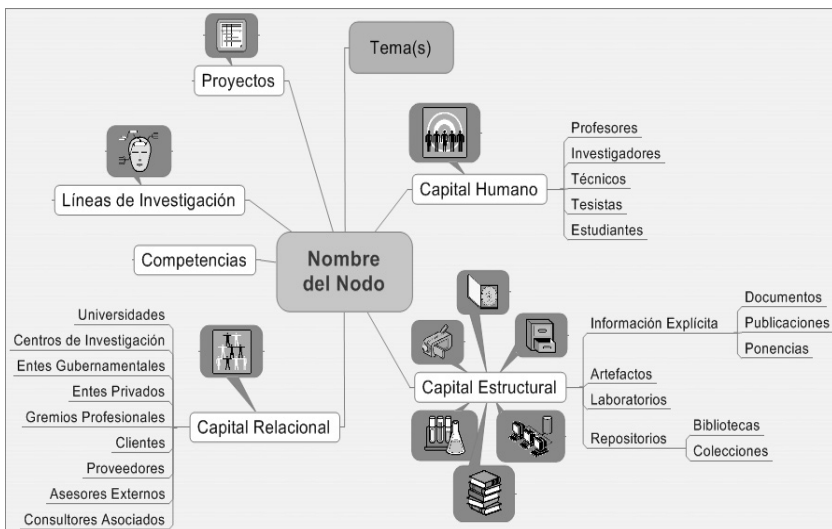 Tema(s)
Proyectos
Líneas de Investigación
Competencias
Nombre
del Nodo
Capital Humano
Profesores
Investigadores
Técnicos
Tesistas
Estudiantes
Capital Relacional
Universidades
Centros de Investigación
Entes Gubernamentales
Entes Privados
Gremios Profesionales
Clientes
Proveedores
Asesores Externos
Consultores Asociados
Capital Estructural
Información Explícita
Documentos
Publicaciones
Ponencias
Artefactos
Laboratorios
Repositorios
Bibliotecas
Colecciones